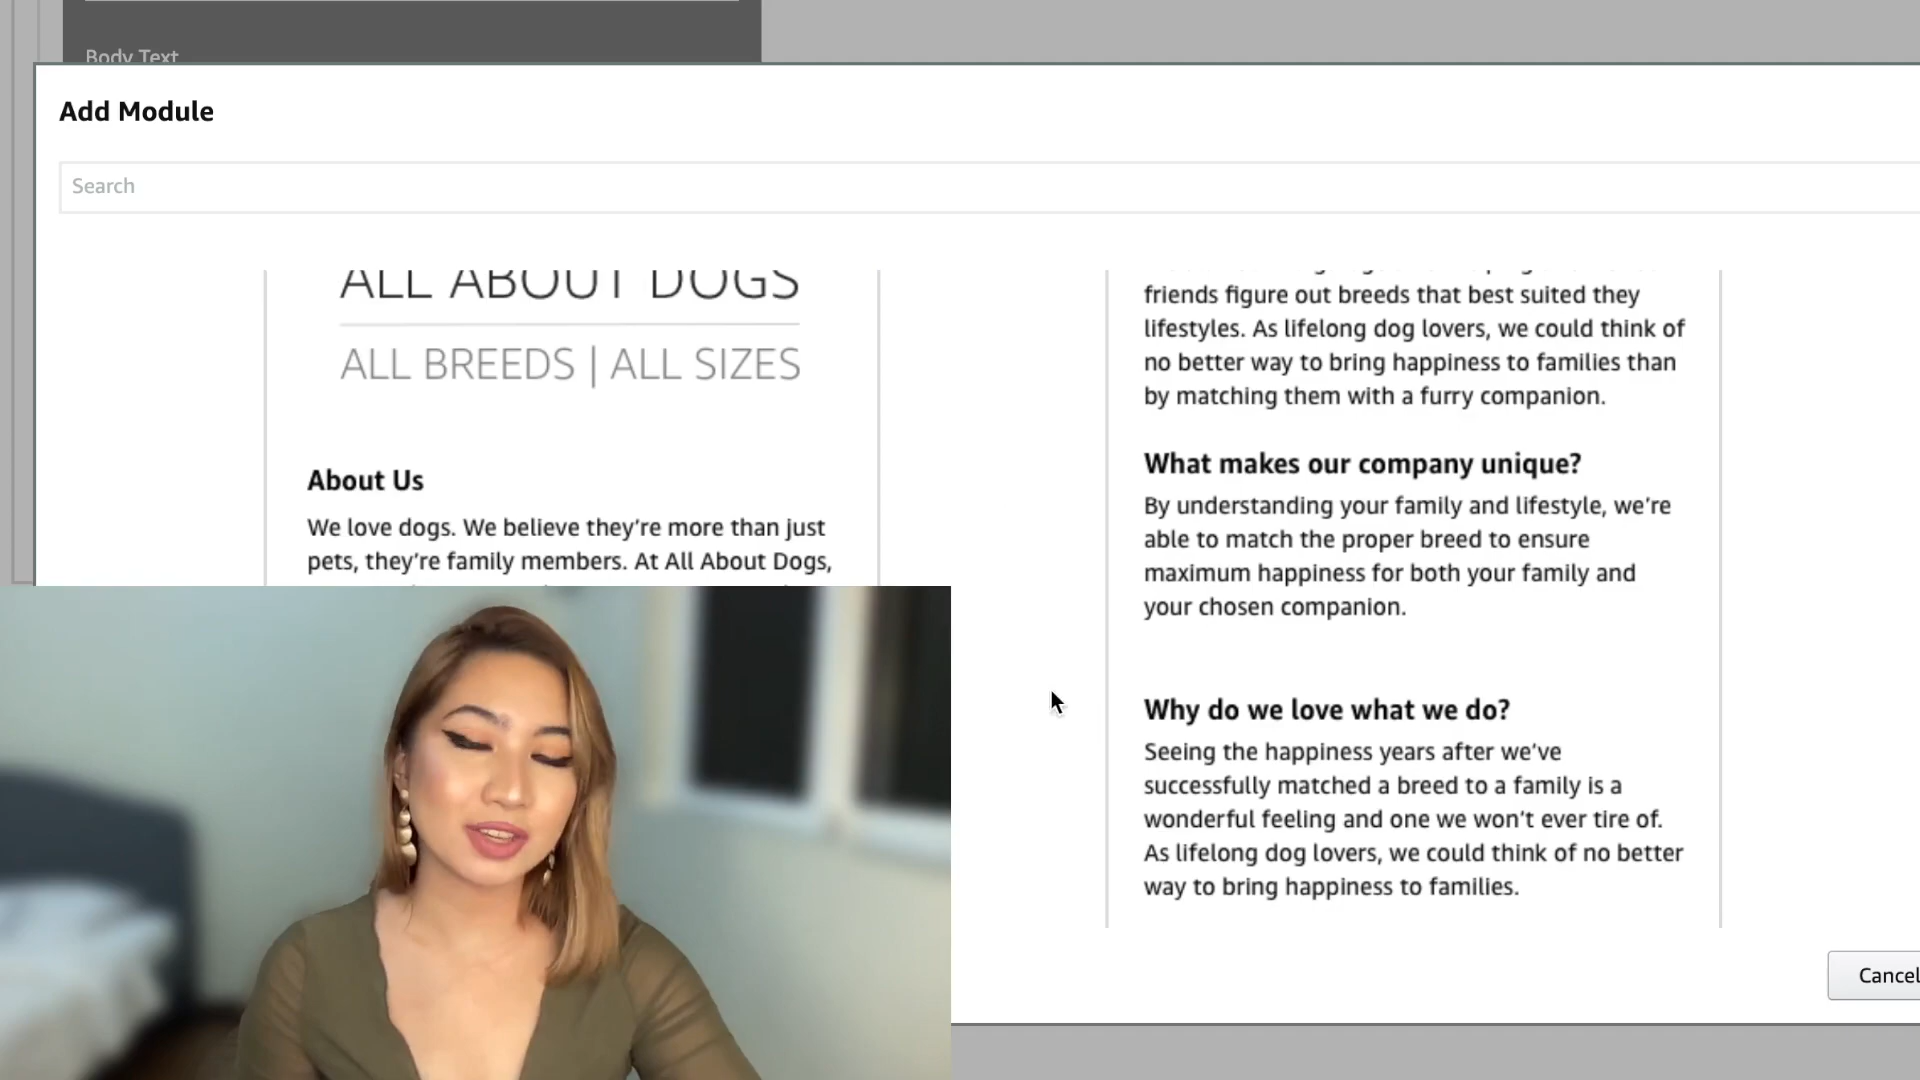 Body Text
Add Module
Search
ALL ABOUT DOGS
ALL BREEDS | ALL SIZES
About Us
We love dogs. We believe they’re more than just
pets, they’re family members. At All About Dogs,
friends figure out breeds that best suited they
lifestyles. As lifelong dog lovers, we could think of
no better way to bring happiness to families than
by matching them with a furry companion.
What makes our company unique?
By understanding your family and lifestyle, we’re
able to match the proper breed to ensure
maximum happiness for both your family and
your chosen companion.
Why do we love what we do?
Seeing the happiness years after we’ve
successfully matched a breed to a family is a
wonderful feeling and one we won’t ever tire of.
As lifelong dog lovers, we could think of no better
way to bring happiness to families.
Cancel